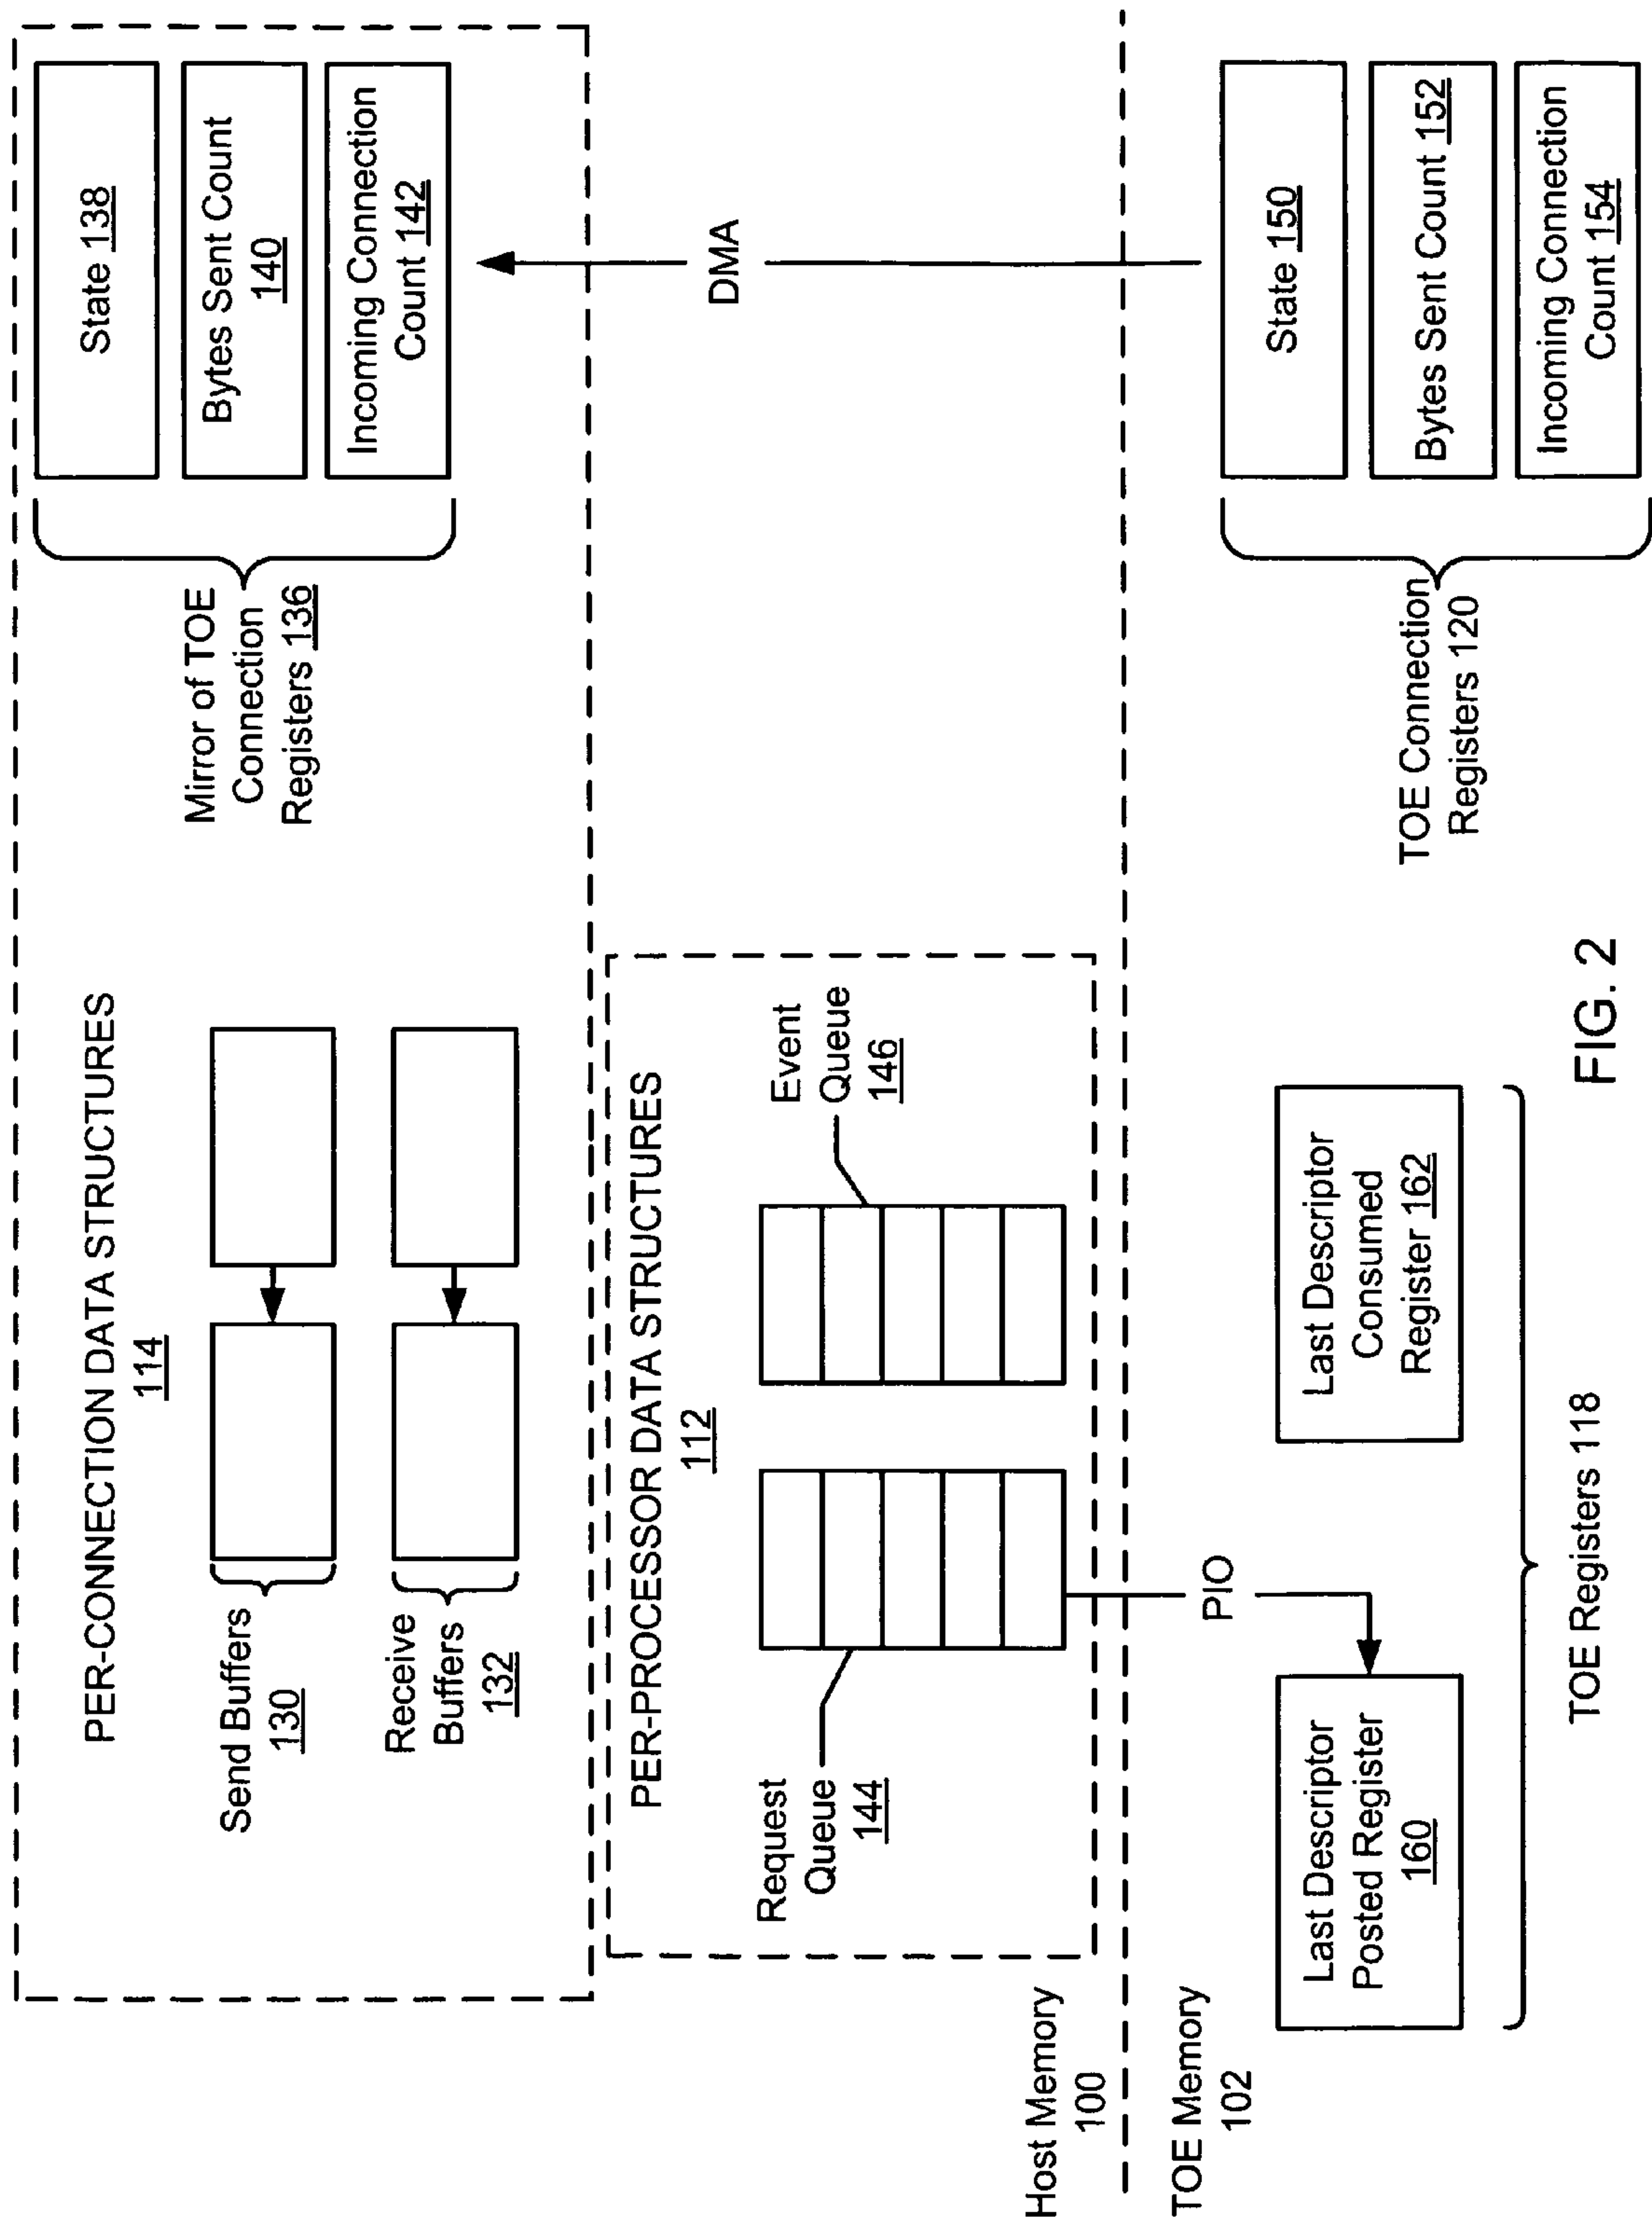 PER-CONNECTION DATA STRUCTURES
114
Send Buffers
130
Receive
Buffers
132
Mirror of TOE
Connection
Registers 136
State 138
Bytes Sent Count
140
Incoming Connection
Count 142
PER-PROCESSOR DATA STRUCTURES
112
Request
Queue
144
Event
Queue
146
DMA
Host Memory
100
TOE Memory
102
PIO
Last Descriptor
Posted Register
160
Last Descriptor
Consumed
Register 162
TOE Registers 118
TOE Connection
Registers 120
State 150
Bytes Sent Count 152
Incoming Connection
Count 154
FIG. 2